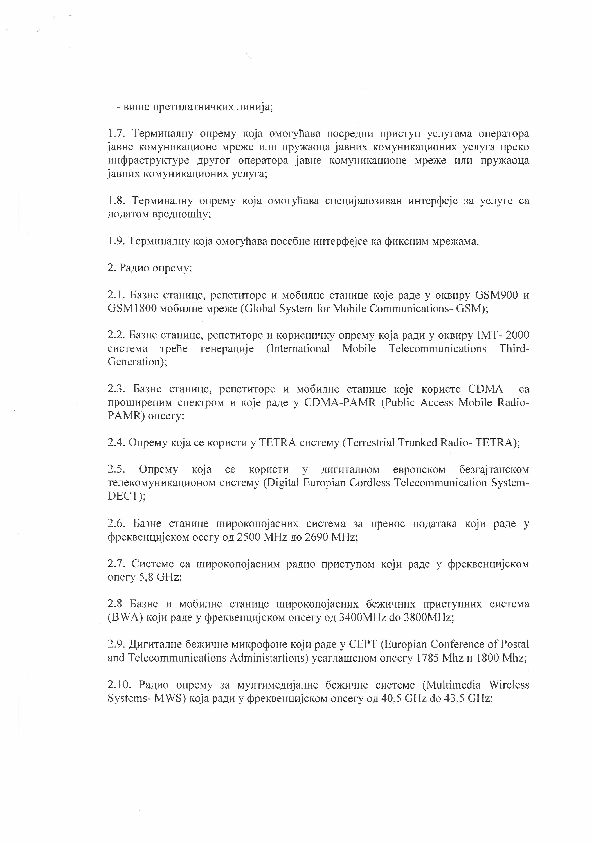 - више претплатничких линија;
1.7. Терминалну опрему која омогућава посредни приступ услугама оператора
јавне комуникационе мреже или пружаоца јавних комуникационих услуга преко
инфраструктуре другог оператора јавне комуникационе мреже или пружаоца
јавних комуникационих услуга;
1.8. Терминалну опрему која омогућава специјализиван интерфеје за услуге са
додатом вредношћу;
1.9. Терминалну која омогућава посебне интерфејсе ка фиксним мрежама.
2. Радио опрему:
2.1. Базне станице, репетиторе и мобилне станице које раде у оквиру GSM900 и
GSM1800 мобилне мреже (Global System for Mobile Communications- GSM);
2.2. Базне станице, репетиторе и корисничку опрему која ради у оквиру IMT- 2000
система треће генерације (International Mobile Telecommunications Third-
Generation);
2.3. Базне станице, репетиторе и мобилне станице које користе CDMA са
проширеним спектром и које раде у CDMA-PAMR (Public Access Mobile Radio-
PAMR) опсегу;
2.4. Опрему која се користи у TETRA систему (Terrestrial Trunked Radio- TETRA);
2.5. Опрему која се користи у дигиталном европском безгајтанском
телекомуникационом систему (Digital Europian Cordless Telecommunication System-
DECT);
2.6. Базне станице широкопојасних система за пренос података који раде у
фреквенцијском осегу од 2500 MHz до 2690 MHz;
2.7. Системе са широкопојасним радио приступом који раде у фреквенцијском
опсегу 5,8 GHz;
2.8 Базне и мобилне станице широкопојасних бежичних приступних система
(BWA) који раде у фреквенцијском опсегу од 3400MHz do 3800MHz;
2.9. Дигиталне бежичне микрофоне који раде у CEPT (Europian Conference of Postal
and Telecommunications Administartions) усаглашеном опсегу 1785 Mhz и 1800 Mhz;
2.10. Радио опрему за мултимедијалне бежичне системе (Multimedia Wireless
Systems- MWS) која ради у фреквенцијском опсегу од 40.5 GHz do 43.5 GHz;